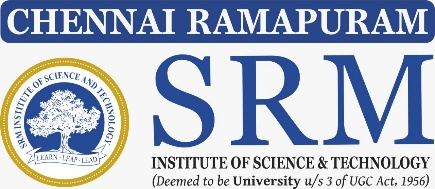 CHENNAI RAMAPURAM
SRM INSTITUTE OF SCIENCE AND TECHNOLOGY
LEARN - LEAP - LEAD
SRM
INSTITUTE OF SCIENCE & TECHNOLOGY
(Deemed to be University u/s 3 of UGC Act, 1956)